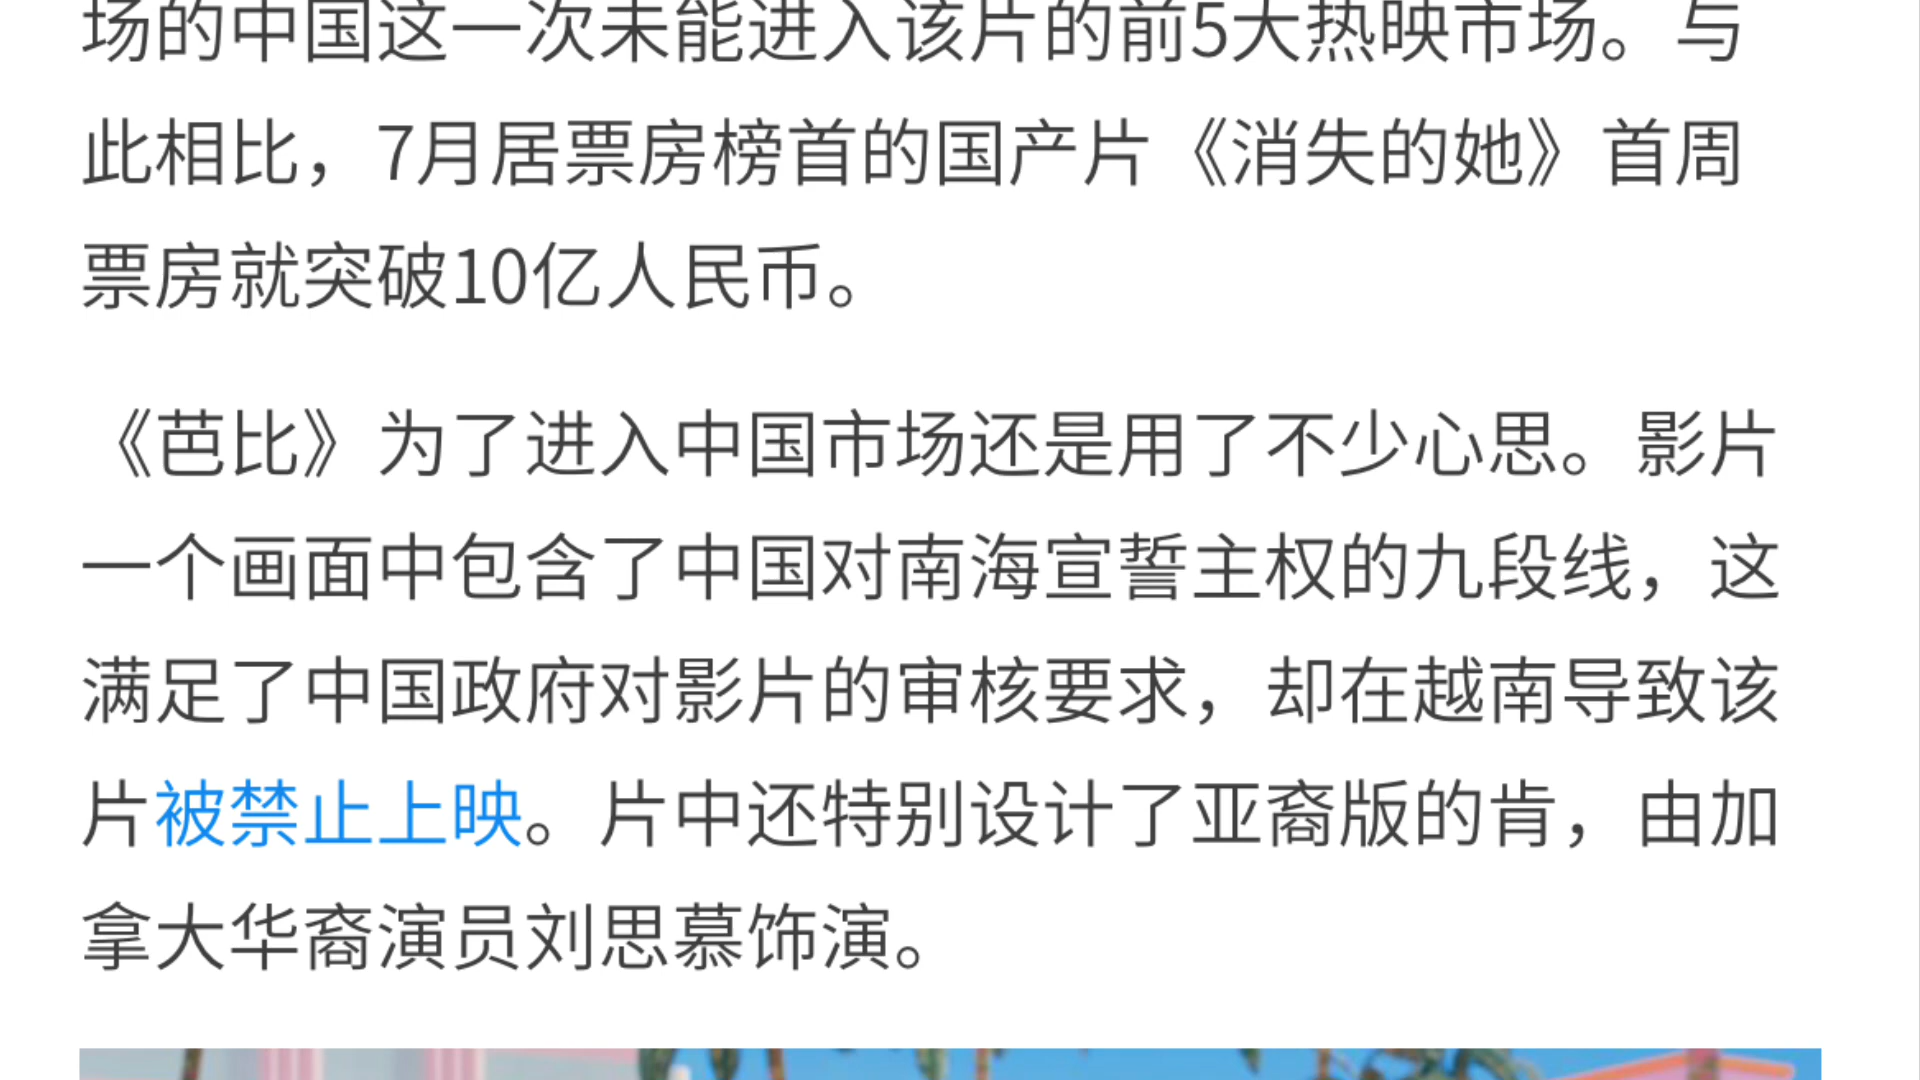 场的中国这一次未能进入该片的前5大热映市场。与
此相比，7月居票房榜首的国产片《消失的她》首周
票房就突破10亿人民币。
《芭比》为了进入中国市场还是用了不少心思。影片
一个画面中包含了中国对南海宣誓主权的九段线，这
满足了中国政府对影片的审核要求，却在越南导致该
片被禁止上映。片中还特别设计了亚裔版的肯，由加
拿大华裔演员刘思慕饰演。